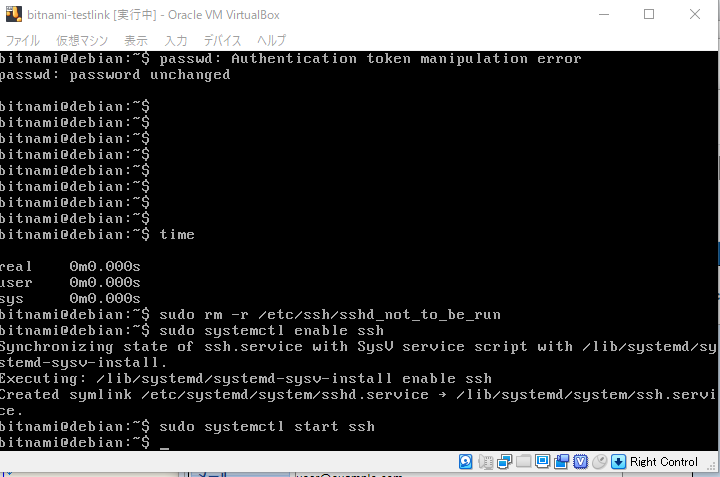 bitnami-testlink [実行中] - Oracle VM VirtualBox
ファイル 仮想マシン 表示 入力 デバイス ヘルプ
bitnami@debian:~$ passwd: Authentication token manipulation error
passwd: password unchanged
bitnami@debian:~$
bitnami@debian:~$
bitnami@debian:~$
bitnami@debian:~$
bitnami@debian:~$
bitnami@debian:~$
bitnami@debian:~$
bitnami@debian:~$
bitnami@debian:~$ time
real 0m0.000s
user 0m0.000s
sys 0m0.000s
bitnami@debian:~$ sudo rm -r /etc/ssh/sshd_not_to_be_run
bitnami@debian:~$ sudo systemctl enable ssh
Synchronizing state of ssh.service with SysV service script with /lib/systemd/sy
stemd-sysv-install.
Executing: /lib/systemd/systemd-sysv-install enable ssh
Created symlink /etc/systemd/system/sshd.service → /lib/systemd/system/ssh.servi
ce.
bitnami@debian:~$ sudo systemctl start ssh
bitnami@debian:~$ _
Right Control